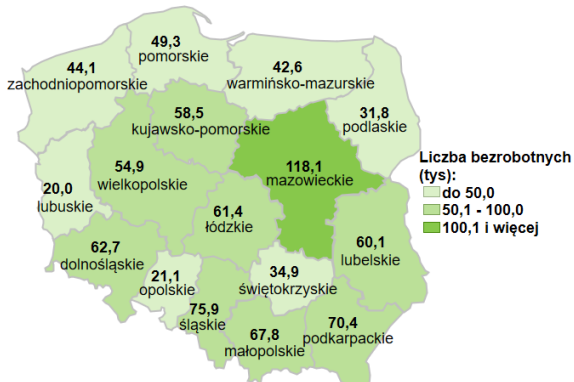 49,3
pomorskie
44,1
zachodniopomorskie
42,6
warmińsko-mazurskie
58,5
kujawsko-pomorskie
31,8
podlaskie
54,9
wielkopolskie
118,1
mazowieckie
20,0
lubuskie
61,4
łódzkie
62,7
dolnośląskie
60,1
lubelskie
21,1
opolskie
34,9
świętokrzyskie
75,9
śląskie
67,8
małopolskie
70,4
podkarpackie
Liczba bezrobotnych
(tys):
do 50,0
50,1 - 100,0
100,1 i więcej